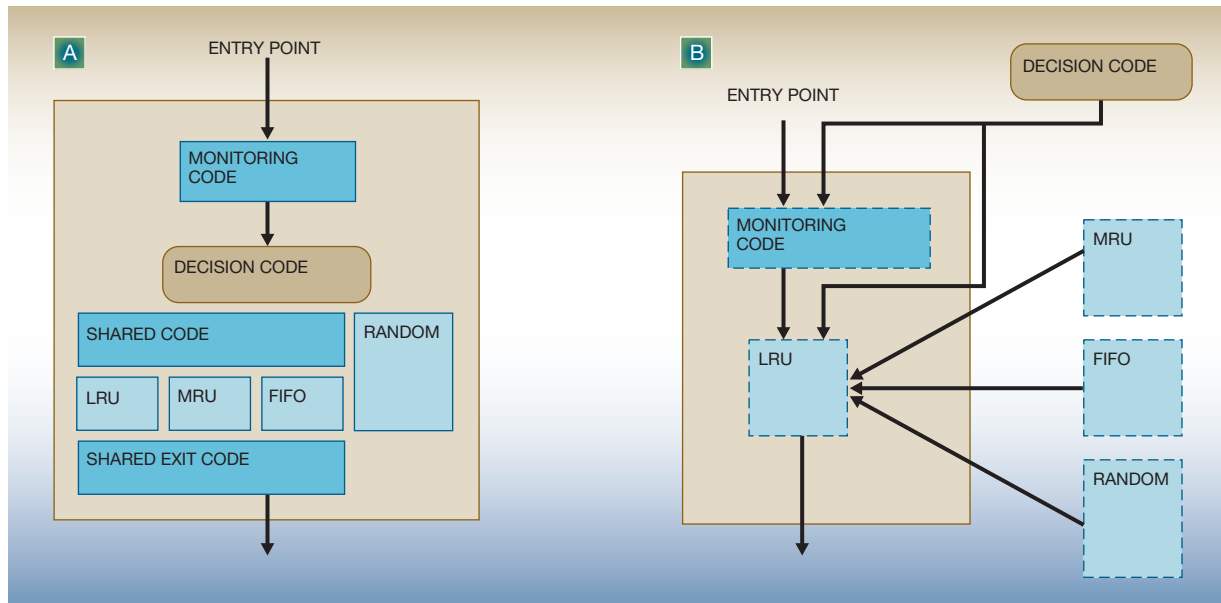 A
ENTRY POINT
MONITORING
CODE
DECISION CODE
SHARED CODE
RANDOM
LRU
MRU
FIFO
SHARED EXIT CODE
B
DECISION CODE
ENTRY POINT
MONITORING
CODE
MRU
LRU
FIFO
RANDOM